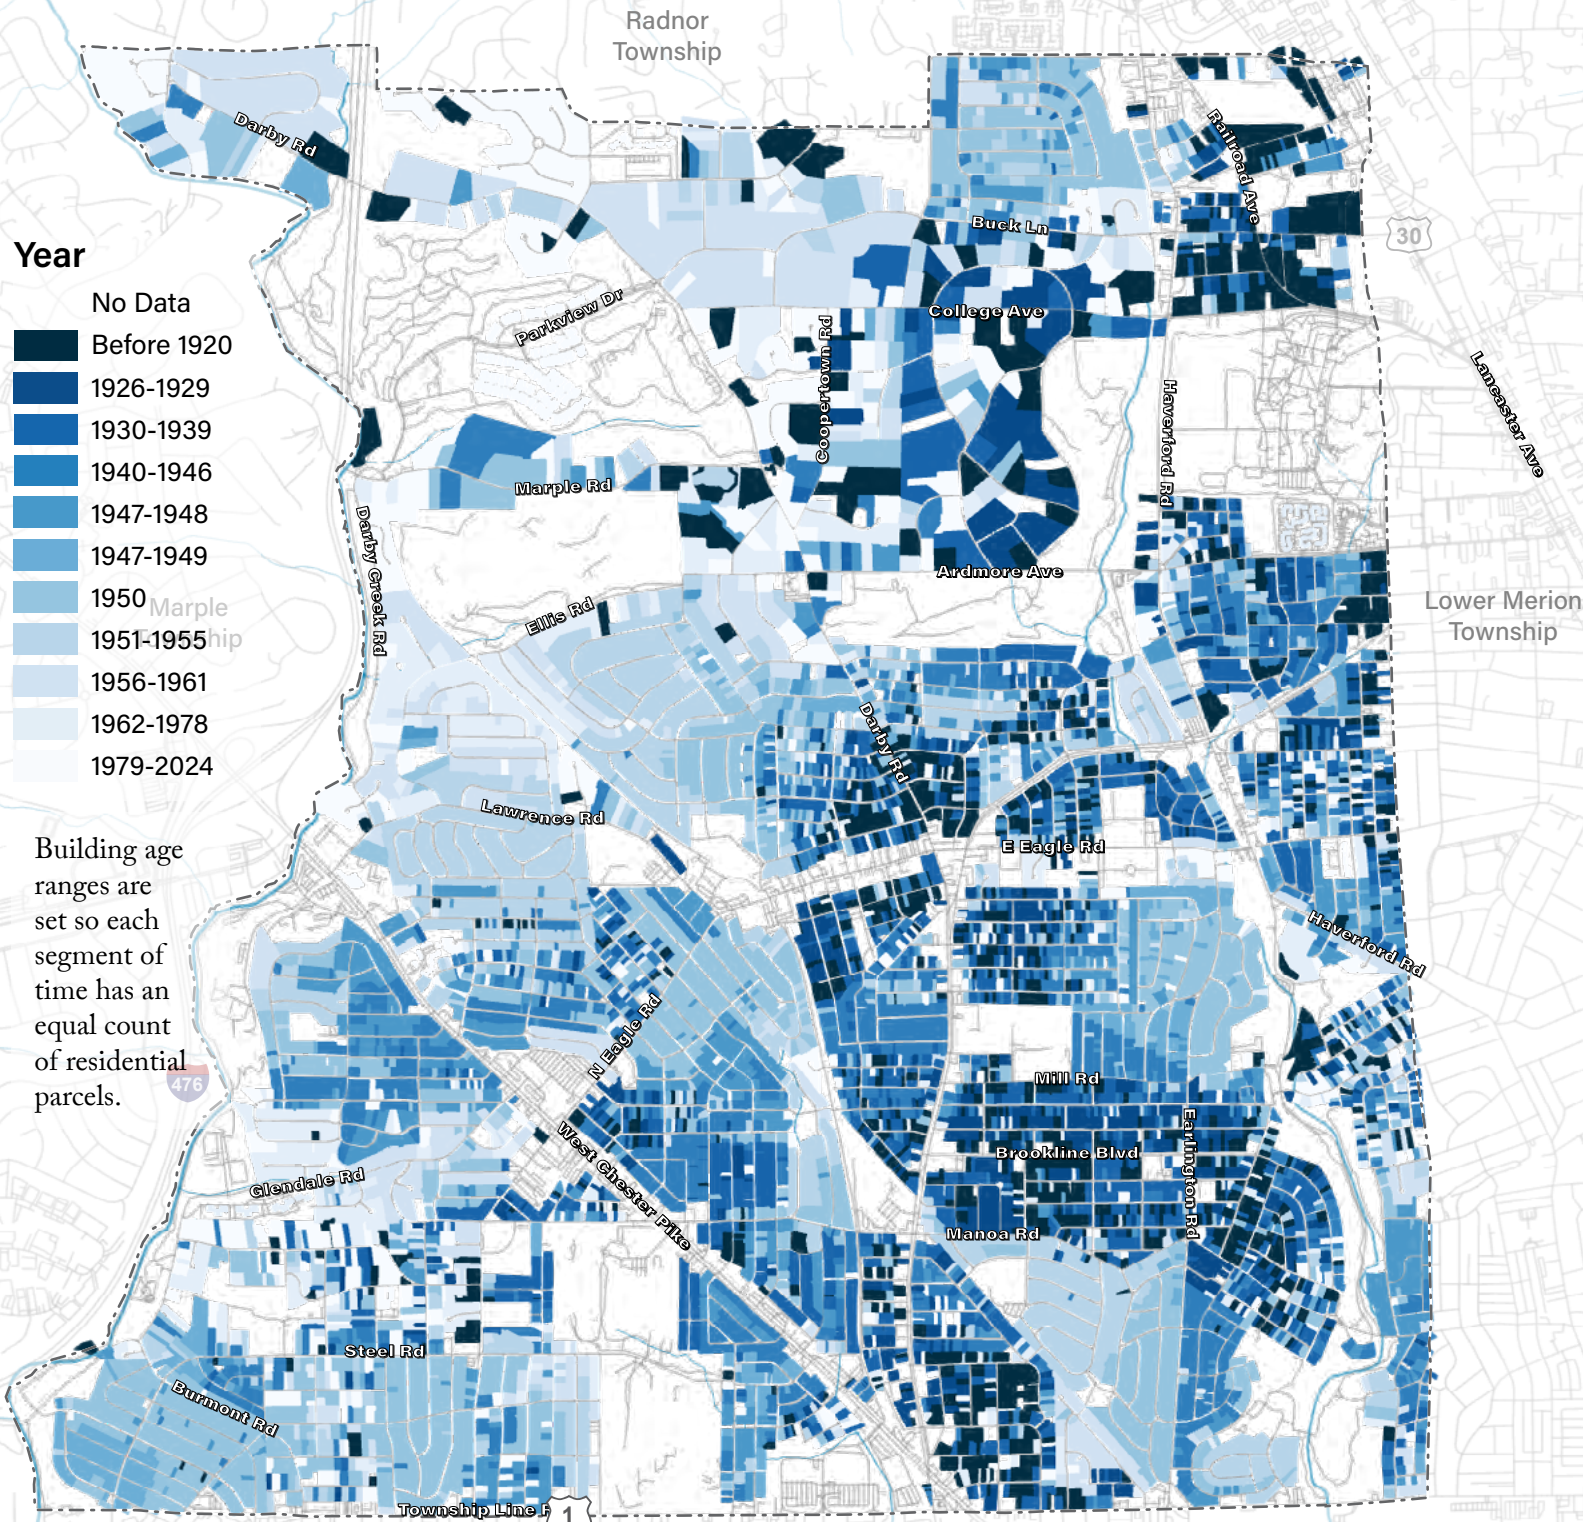 Radnor
Township
Darby Rd
Railroad Ave
Buck Ln
30
Year
No Data
Before 1920
1926-1929
1930-1939
1940-1946
1947-1948
1947-1949
1950
1951-1955
1956-1961
1962-1978
1979-2024
Marple
Township
Parkview Dr
College Ave
Coopertown Rd
Haverford Rd
Lancaster Ave
Marple Rd
Darby Creek Rd
Ardmore Ave
Ellis Rd
Lower Merion
Township
Darby Rd
Lawrence Rd
E Eagle Rd
Building age
ranges are
set so each
segment of
time has an
equal count
of residential
parcels.
476
Haverford Rd
N Eagle Rd
Mill Rd
West Chester Pike
Brookline Blvd
Earlington Rd
Glendale Rd
Manoa Rd
Steel Rd
Burmont Rd
Township Line R
1